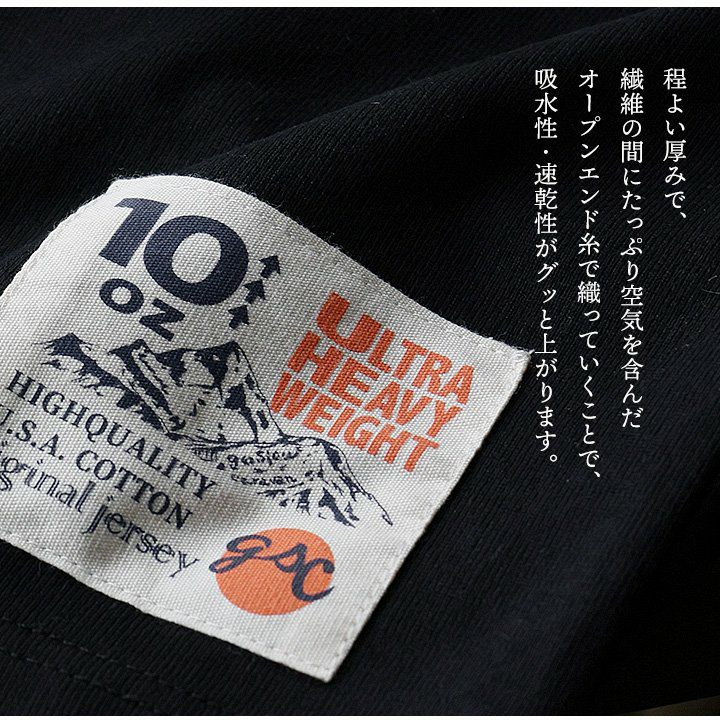 程よい厚みで、
繊維の間にたっぷり空気を含んだ
オープンエンド糸で織っていくことで、
吸水性・速乾性がグッと上がります。
10
OZ
ULTRA
HEAVY
WEIGHT
HIGHQUALITY
U.S.A. COTTON
original jersey
gsc